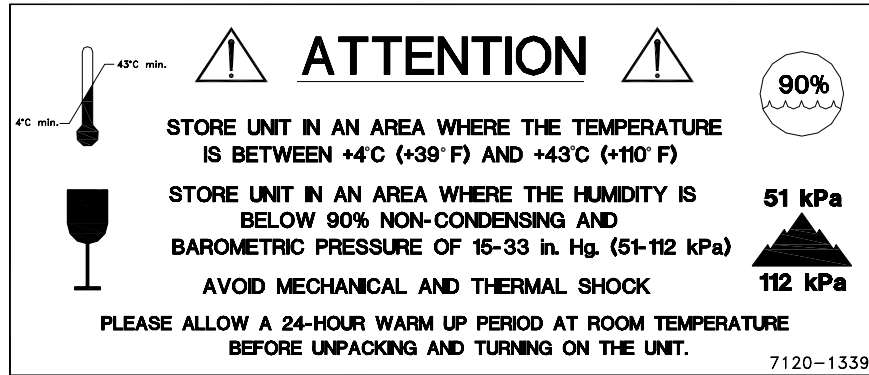 ATTENTION
43°C min.
4°C min.
90%
STORE UNIT IN AN AREA WHERE THE TEMPERATURE
IS BETWEEN +4°C (+39° F) AND +43°C (+110° F)
STORE UNIT IN AN AREA WHERE THE HUMIDITY IS
BELOW 90% NON-CONDENSING AND
BAROMETRIC PRESSURE OF 15-33 in. Hg. (51-112 kPa)
51 kPa
112 kPa
AVOID MECHANICAL AND THERMAL SHOCK
PLEASE ALLOW A 24-HOUR WARM UP PERIOD AT ROOM TEMPERATURE
BEFORE UNPACKING AND TURNING ON THE UNIT.
7120-1339